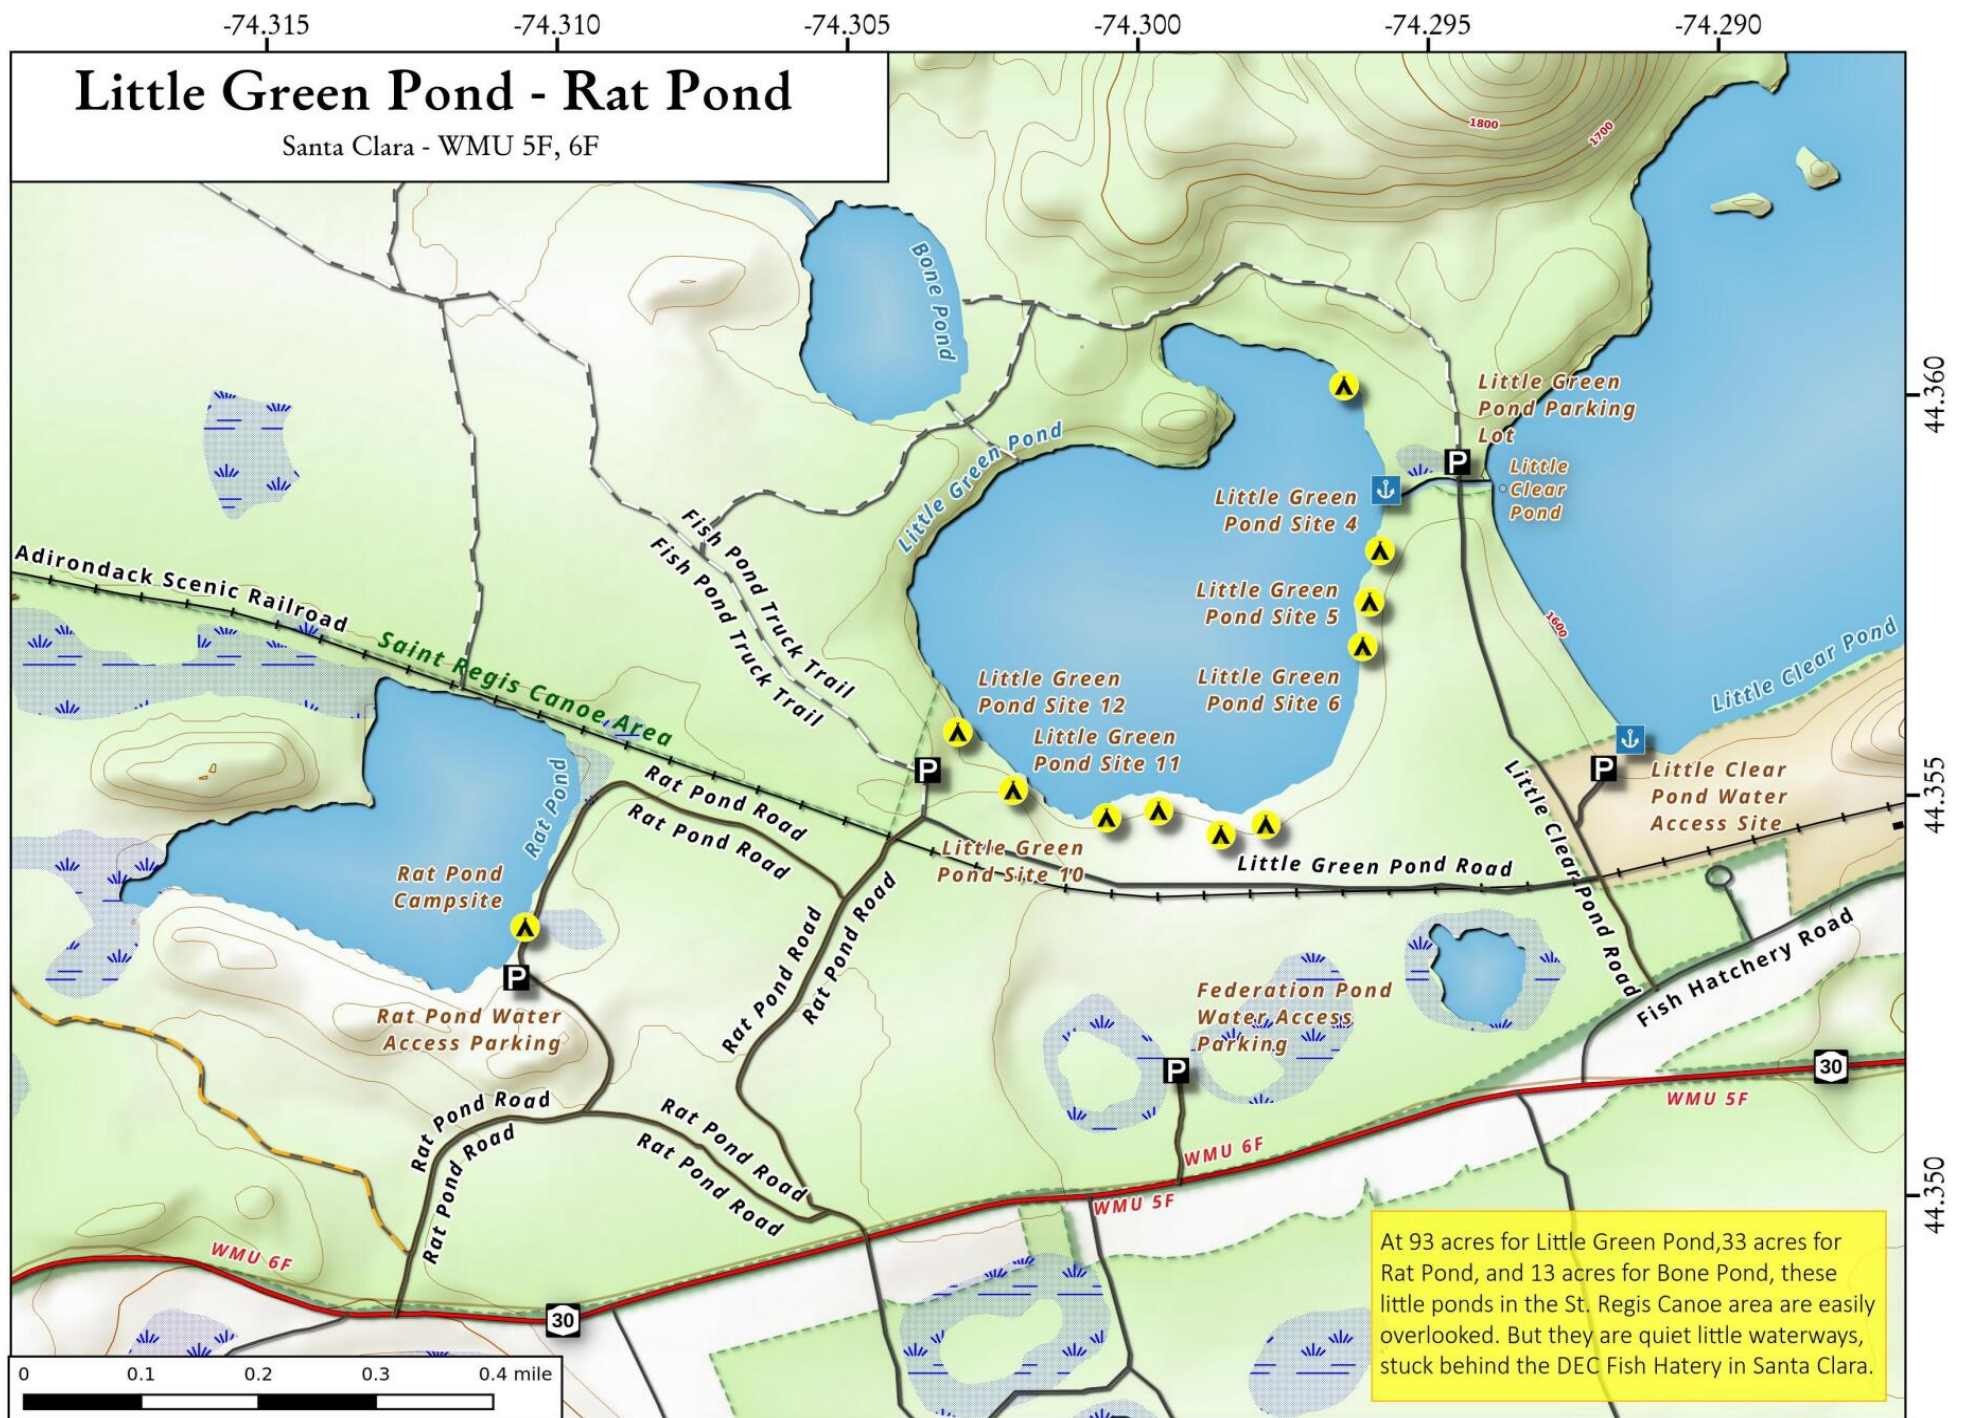 -74.315
-74.310
-74.305
-74.300
-74.295
-74.290
Little Green Pond - Rat Pond
Santa Clara - WMU 5F, 6F
1800
1700
Bone Pond
44.360
Little Green
Pond Parking
Lot
P
Little Green Pond
Little
Clear
Pond
Little Green
Pond Site 4
Fish Pond Truck Trail
Fish Pond Truck Trail
Adirondack Scenic Railroad
Saint Regis Canoe Area
Little Green
Pond Site 5
1600
Little Clear Pond
Little Green
Pond Site 12
Little Green
Pond Site 6
Little Green
Pond Site 11
P
P
Little Clear
Pond Water
Access Site
44.355
Rat Pond
Rat Pond Road
Rat Pond Road
Little Green
Pond Site 10
Little Green Pond Road
Little Clear Pond Road
Rat Pond
Campsite
P
Rat Pond Road
Rat Pond Road
Fish Hatchery Road
Federation Pond
Water Access
Parking
P
Rat Pond Water
Access Parking
30
WMU 5F
Rat Pond Road
Rat Pond Road
Rat Pond Road
Rat Pond Road
WMU 6F
WMU 5F
44.350
WMU 6F
30
At 93 acres for Little Green Pond,33 acres for
Rat Pond, and 13 acres for Bone Pond, these
little ponds in the St. Regis Canoe area are easily
overlooked. But they are quiet little waterways,
stuck behind the DEC Fish Hatery in Santa Clara.
0 0.1 0.2 0.3 0.4 mile